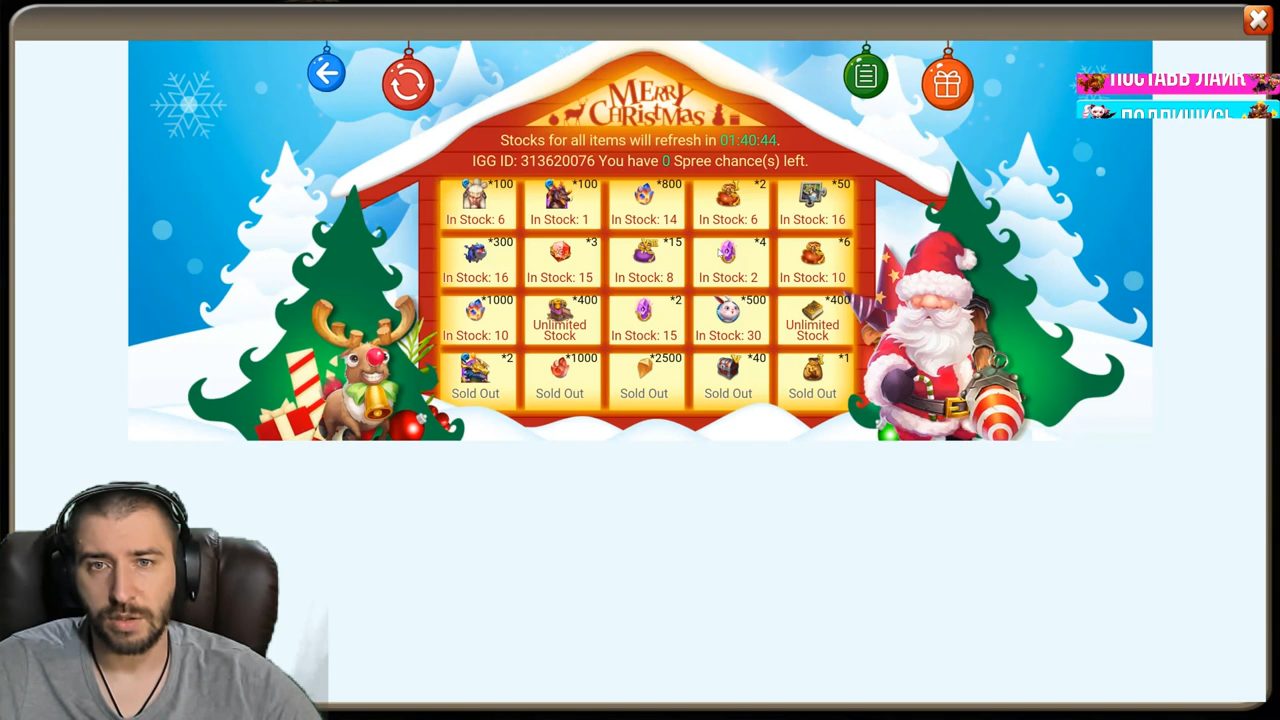 MERRY
CHRISTMAS
ПОСТАВЬ ЛАЙК
ПОДПИШИСЬ
Stocks for all items will refresh in 01:40:44.
IGG ID: 313620076 You have 0 Spree chance(s) left.
*100 *100 *800 *2 *50
In Stock: 6 In Stock: 1 In Stock: 14 In Stock: 6 In Stock: 16
*300 *3 *15 *4 *6
In Stock: 16 In Stock: 15 In Stock: 8 In Stock: 2 In Stock: 10
*1000 *400 *2 *500 *400
In Stock: 10 Unlimited Stock In Stock: 15 In Stock: 30 Unlimited Stock
*2 *1000 *2500 *40 *1
Sold Out Sold Out Sold Out Sold Out Sold Out